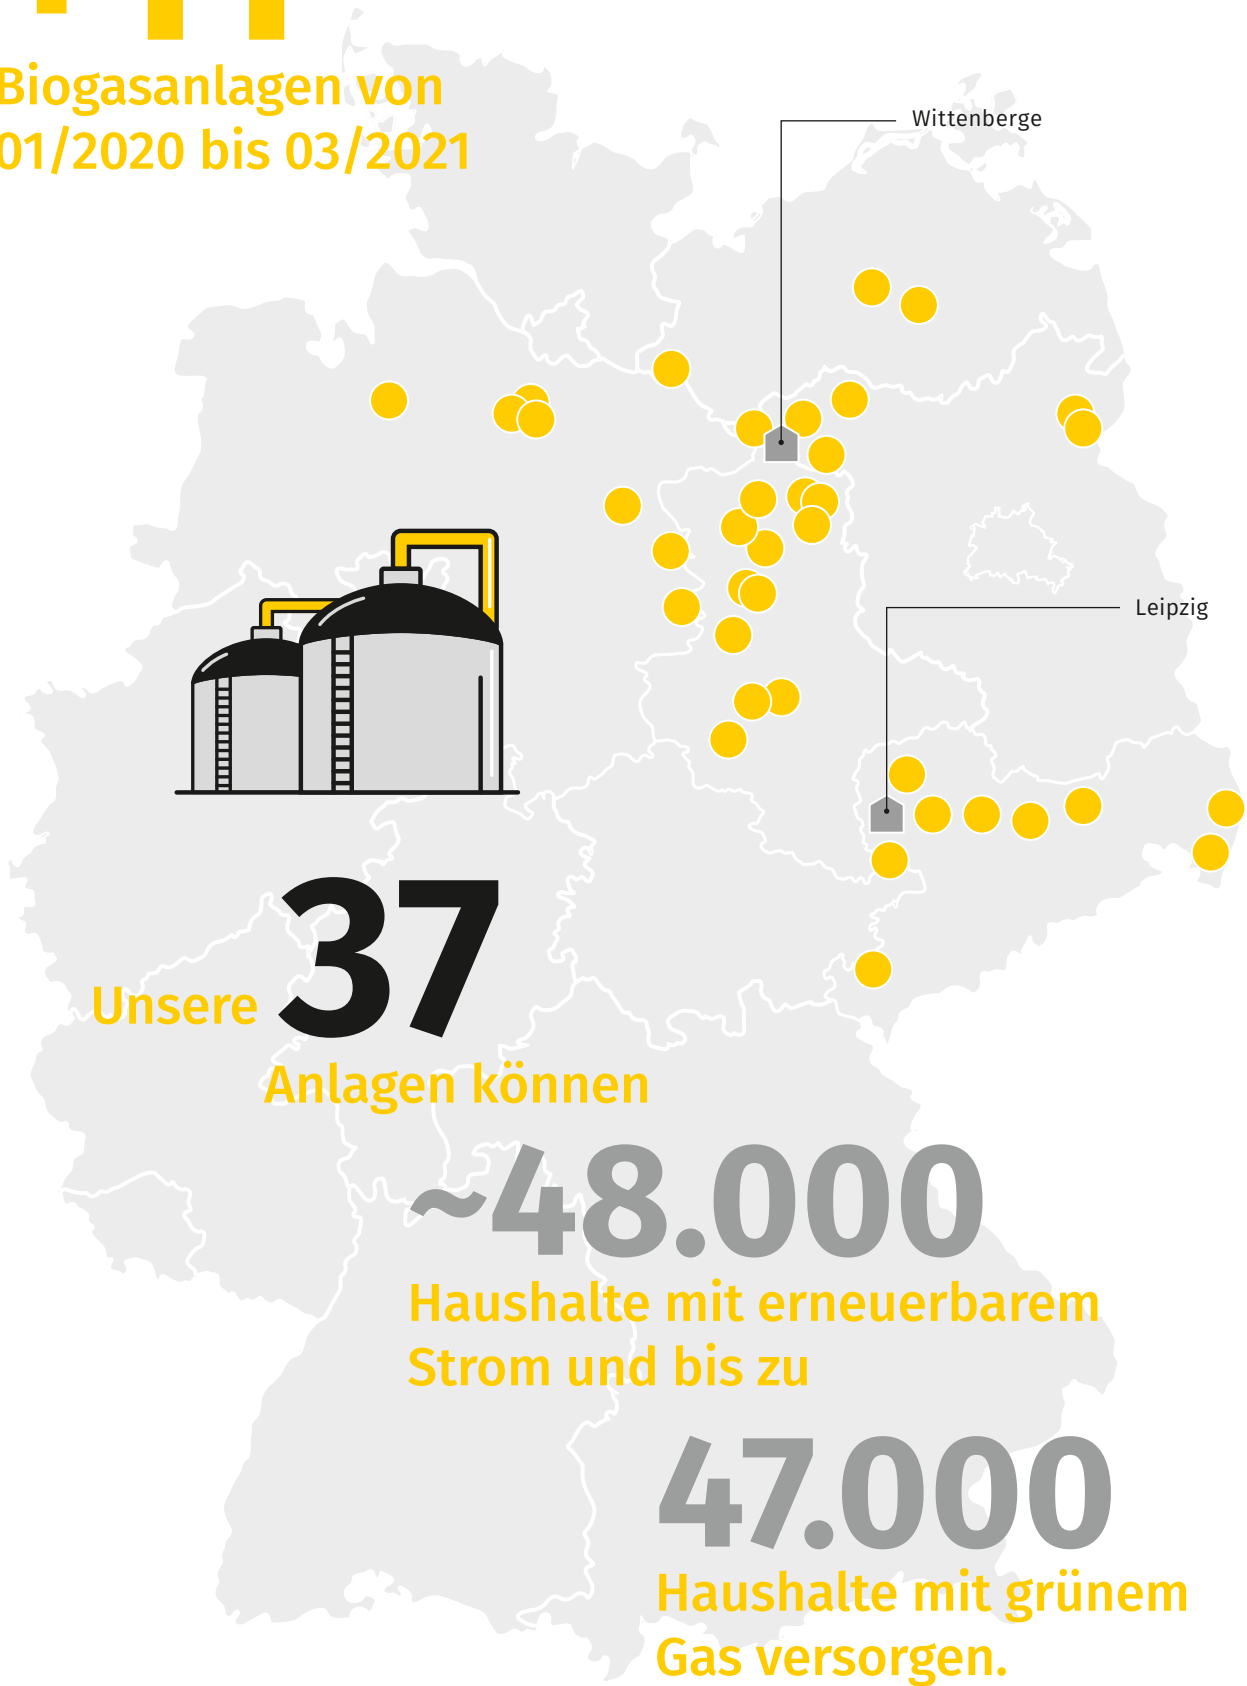 Biogasanlagen von
01/2020 bis 03/2021
Wittenberge
Leipzig
Unsere 37
Anlagen können
~48.000
Haushalte mit erneuerbarem
Strom und bis zu
47.000
Haushalte mit grünem
Gas versorgen.